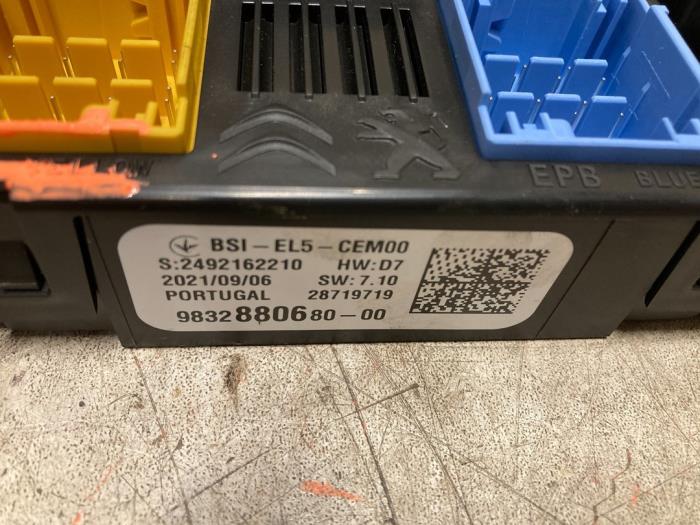 EPB BLUE
BSI-EL5-CEM00
S:2492162210 HW:D7
2021/09/06 SW: 7.10
PORTUGAL 28719719
9832880680-00